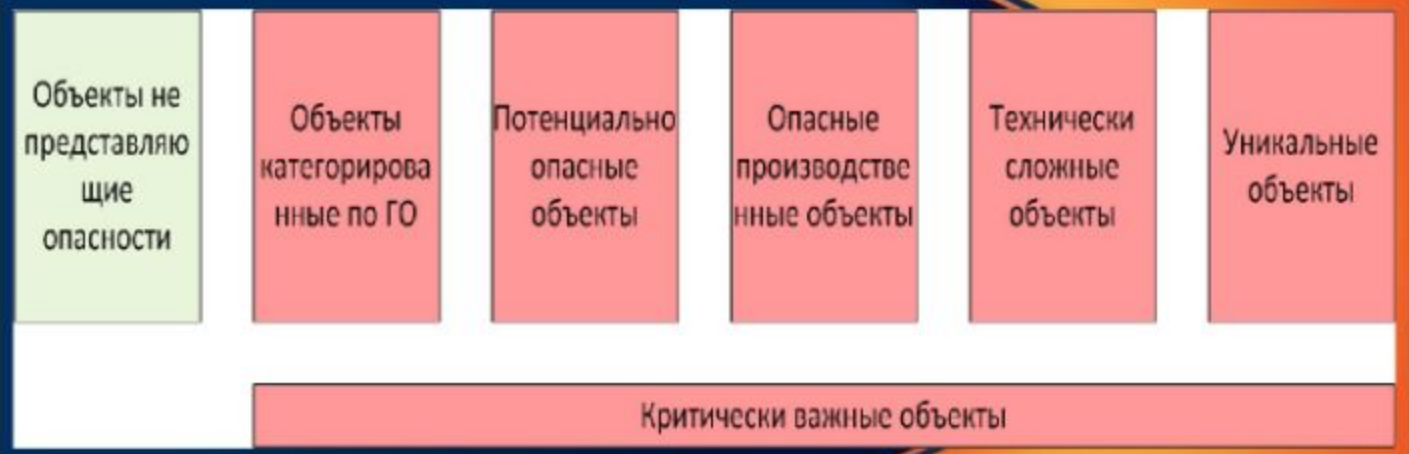 Объекты не
представляю
щие
опасности
Объекты
категорирова
нные по ГО
Потенциально
опасные
объекты
Опасные
производстве
нные объекты
Технически
сложные
объекты
Уникальные
объекты
Критически важные объекты